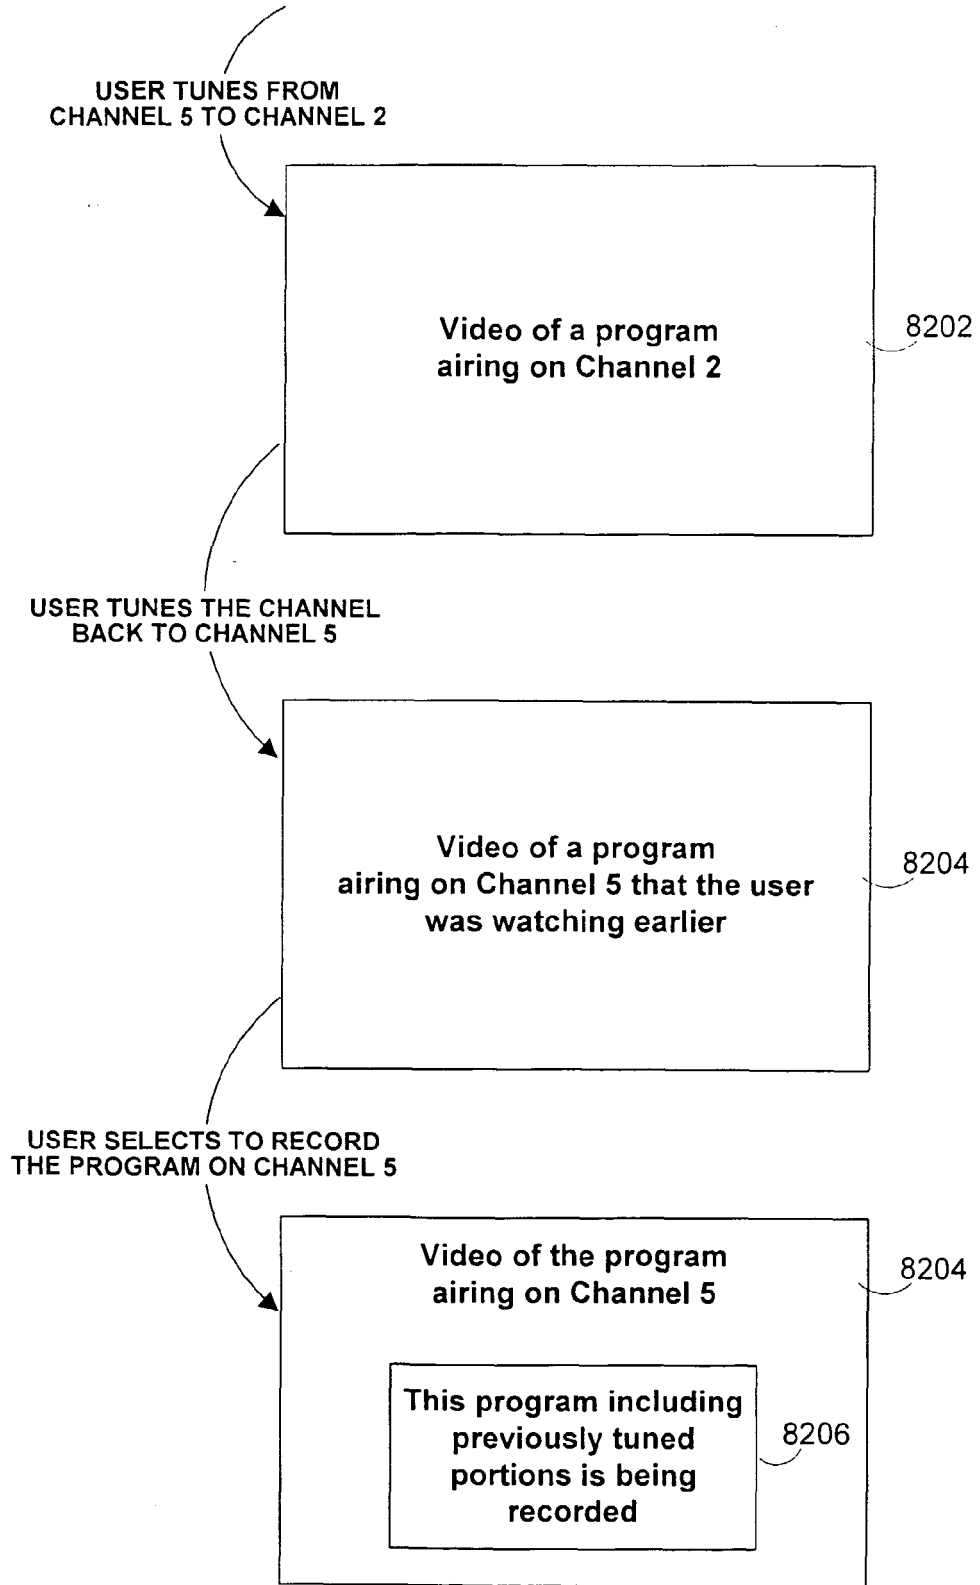 USER TUNES FROM
CHANNEL 5 TO CHANNEL 2
Video of a program
airing on Channel 2
8202
USER TUNES THE CHANNEL
BACK TO CHANNEL 5
Video of a program
airing on Channel 5 that the user
was watching earlier
8204
USER SELECTS TO RECORD
THE PROGRAM ON CHANNEL 5
Video of the program
airing on Channel 5
8204
This program including
previously tuned
portions is being
recorded
8206